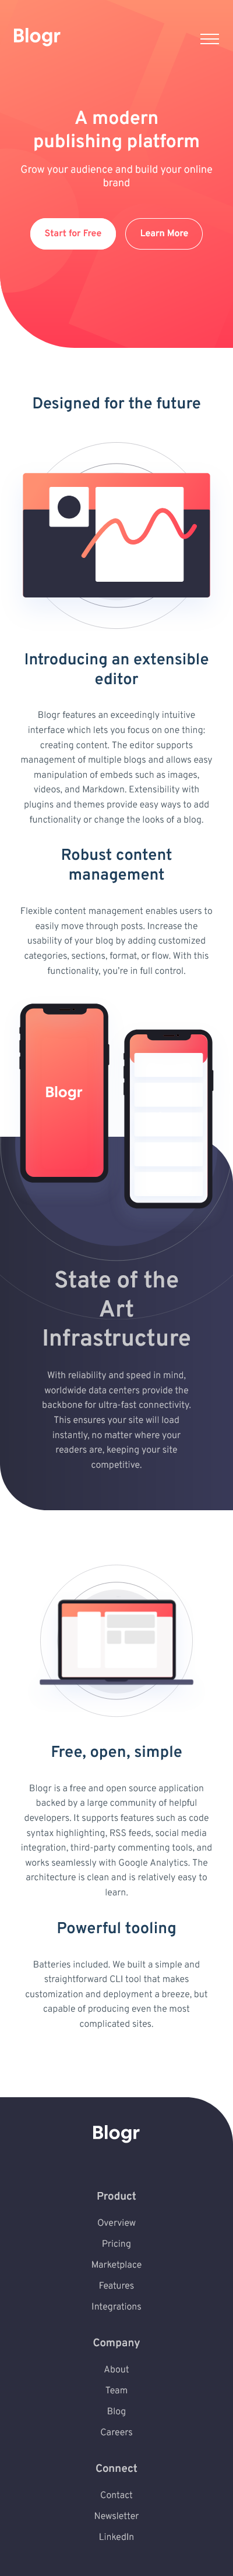 Blogr
A modern
publishing platform
Grow your audience and build your online
brand
Start for Free
Learn More
Designed for the future
Introducing an extensible
editor
Blogr features an exceedingly intuitive
interface which lets you focus on one thing:
creating content. The editor supports
management of multiple blogs and allows easy
manipulation of embeds such as images,
videos, and Markdown. Extensibility with
plugins and themes provide easy ways to add
functionality or change the looks of a blog.
Robust content
management
Flexible content management enables users to
easily move through posts. Increase the
usability of your blog by adding customized
categories, sections, format, or flow. With this
functionality, you're in full control.
Blogr
State of the
Art
Infrastructure
With reliability and speed in mind,
worldwide data centers provide the
backbone for ultra-fast connectivity.
This ensures your site will load
instantly, no matter where your
readers are, keeping your site
competitive.
Free, open, simple
Blogr is a free and open source application
backed by a large community of helpful
developers. It supports features such as code
syntax highlighting, RSS feeds, social media
integration, third-party commenting tools, and
works seamlessly with Google Analytics. The
architecture is clean and is relatively easy to
learn.
Powerful tooling
Batteries included. We built a simple and
straightforward CLI tool that makes
customization and deployment a breeze, but
capable of producing even the most
complicated sites.
Blogr
Product
Overview
Pricing
Marketplace
Features
Integrations
Company
About
Team
Blog
Careers
Connect
Contact
Newsletter
LinkedIn